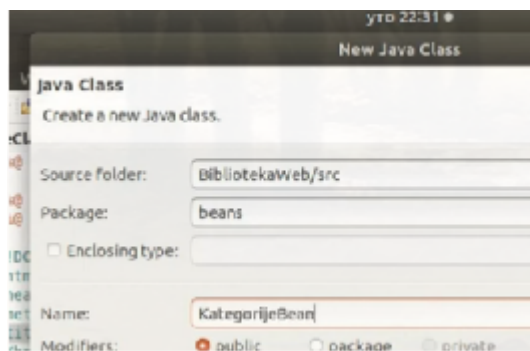 уто 22:31
New Java Class
Java Class
Create a new Java class.
Source folder: BibliotekaWeb/src
Package: beans
Enclosing type:
Name: KategorijeBean
Modifiers: public package private